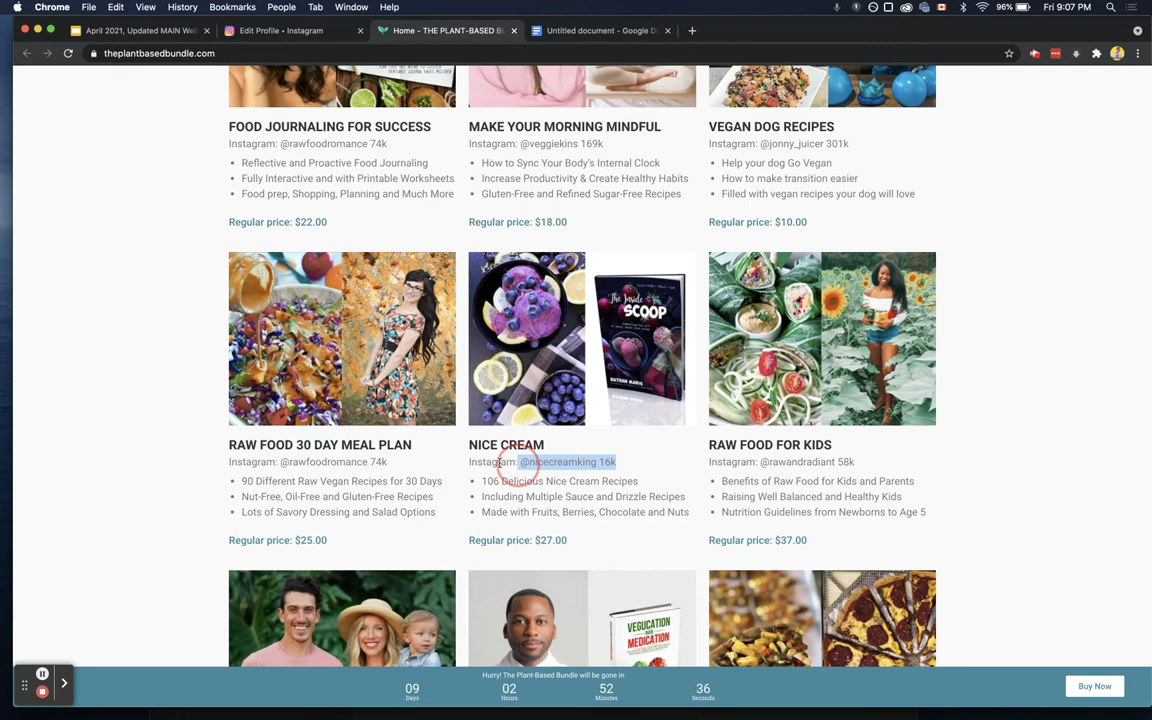 Chrome File Edit View History Bookmarks People Tab Window Help 96% Fri 9:07 PM
April 2021, Updated MAIN We Edit Profile • Instagram Home - THE PLANT-BASED BU Untitled document - Google D
theplantbasedbundle.com
FOOD JOURNALING FOR SUCCESS
Instagram: @rawfoodromance 74k
• Reflective and Proactive Food Journaling
• Fully Interactive and with Printable Worksheets
• Food prep, Shopping, Planning and Much More
Regular price: $22.00
MAKE YOUR MORNING MINDFUL
Instagram: @veggiekins 169k
• How to Sync Your Body's Internal Clock
• Increase Productivity & Create Healthy Habits
• Gluten-Free and Refined Sugar-Free Recipes
Regular price: $18.00
VEGAN DOG RECIPES
Instagram: @jonny_juicer 301k
• Help your dog Go Vegan
• How to make transition easier
• Filled with vegan recipes your dog will love
Regular price: $10.00
RAW FOOD 30 DAY MEAL PLAN
Instagram: @rawfoodromance 74k
• 90 Different Raw Vegan Recipes for 30 Days
• Nut-Free, Oil-Free and Gluten-Free Recipes
• Lots of Savory Dressing and Salad Options
Regular price: $25.00
The Inside
SCOOP
NATHAN MARIS
NICE CREAM
Instagram: @nicecreamking 16k
• 106 Delicious Nice Cream Recipes
• Including Multiple Sauce and Drizzle Recipes
• Made with Fruits, Berries, Chocolate and Nuts
Regular price: $27.00
RAW FOOD FOR KIDS
Instagram: @rawandradiant 58k
• Benefits of Raw Food for Kids and Parents
• Raising Well Balanced and Healthy Kids
• Nutrition Guidelines from Newborns to Age 5
Regular price: $37.00
VEGUCATION
OVER
MEDICATION
Hurry! The Plant-Based Bundle will be gone in
09 02 52 36
Days Hours Minutes Seconds
Buy Now